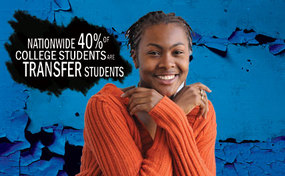 NATIONWIDE 40% OF
COLLEGE STUDENTS ARE
TRANSFER STUDENTS